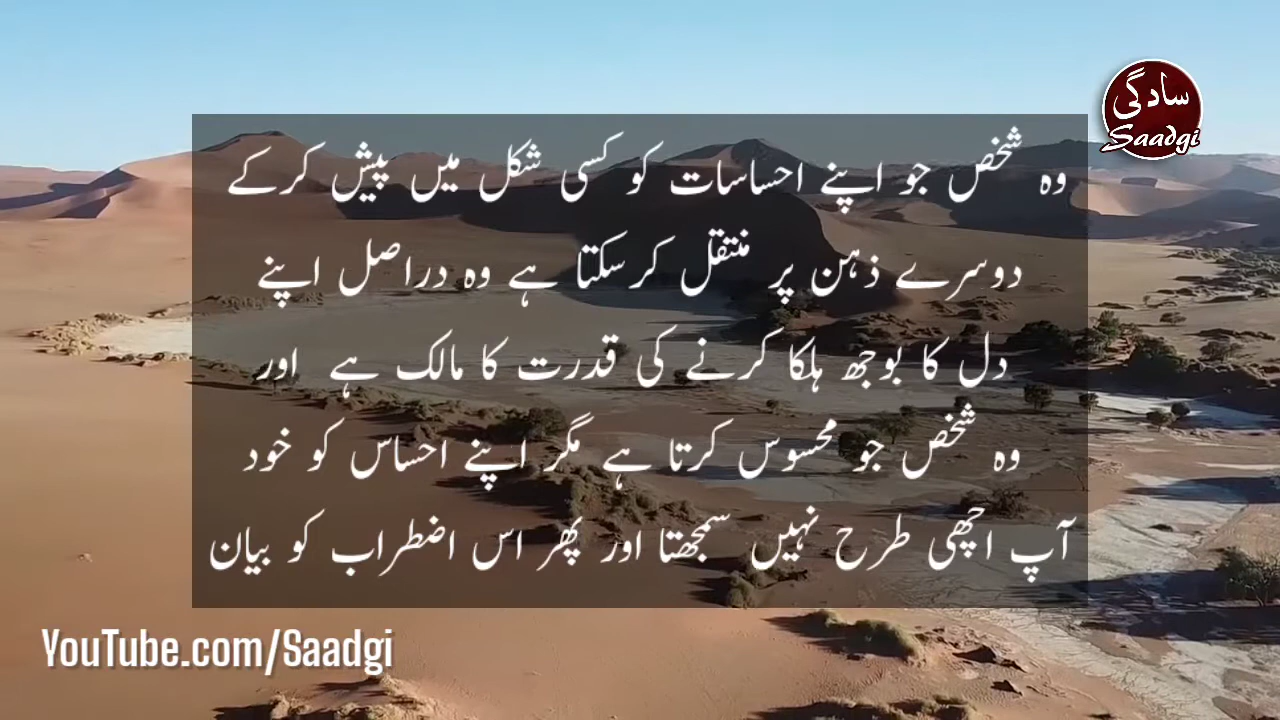 سادگی
Saadgi
وہ شخص جو اپنے احساسات کو کسی شکل میں پیش کرکے
دوسرے ذہن پر منتقل کرسکتا ہے وہ دراصل اپنے
دل کا بوجھ ہلکا کرنے کی قدرت کا مالک ہے اور
وہ شخص جو محسوس کرتا ہے مگر اپنے احساس کو خود
آپ اچھی طرح نہیں سمجھتا اور پھر اس اضطراب کو بیان
YouTube.com/Saadgi